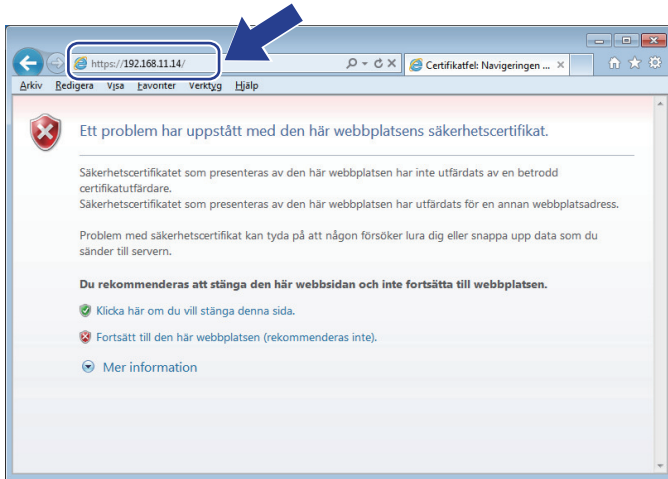 https://192.168.11.14/
Certifikatfel: Navigeringen ...
Arkiv Redigera Visa Favoriter Verktyg Hjälp
Ett problem har uppstått med den här webbplatsens säkerhetscertifikat.
Säkerhetscertifikatet som presenteras av den här webbplatsen har inte utfärdats av en betrodd
certifikatutfärdare.
Säkerhetscertifikatet som presenteras av den här webbplatsen har utfärdats för en annan webbplatsadress.
Problem med säkerhetscertifikat kan tyda på att någon försöker lura dig eller snappa upp data som du
sänder till servern.
Du rekommenderas att stänga den här webbsidan och inte fortsätta till webbplatsen.
Klicka här om du vill stänga denna sida.
Fortsätt till den här webbplatsen (rekommenderas inte).
Mer information